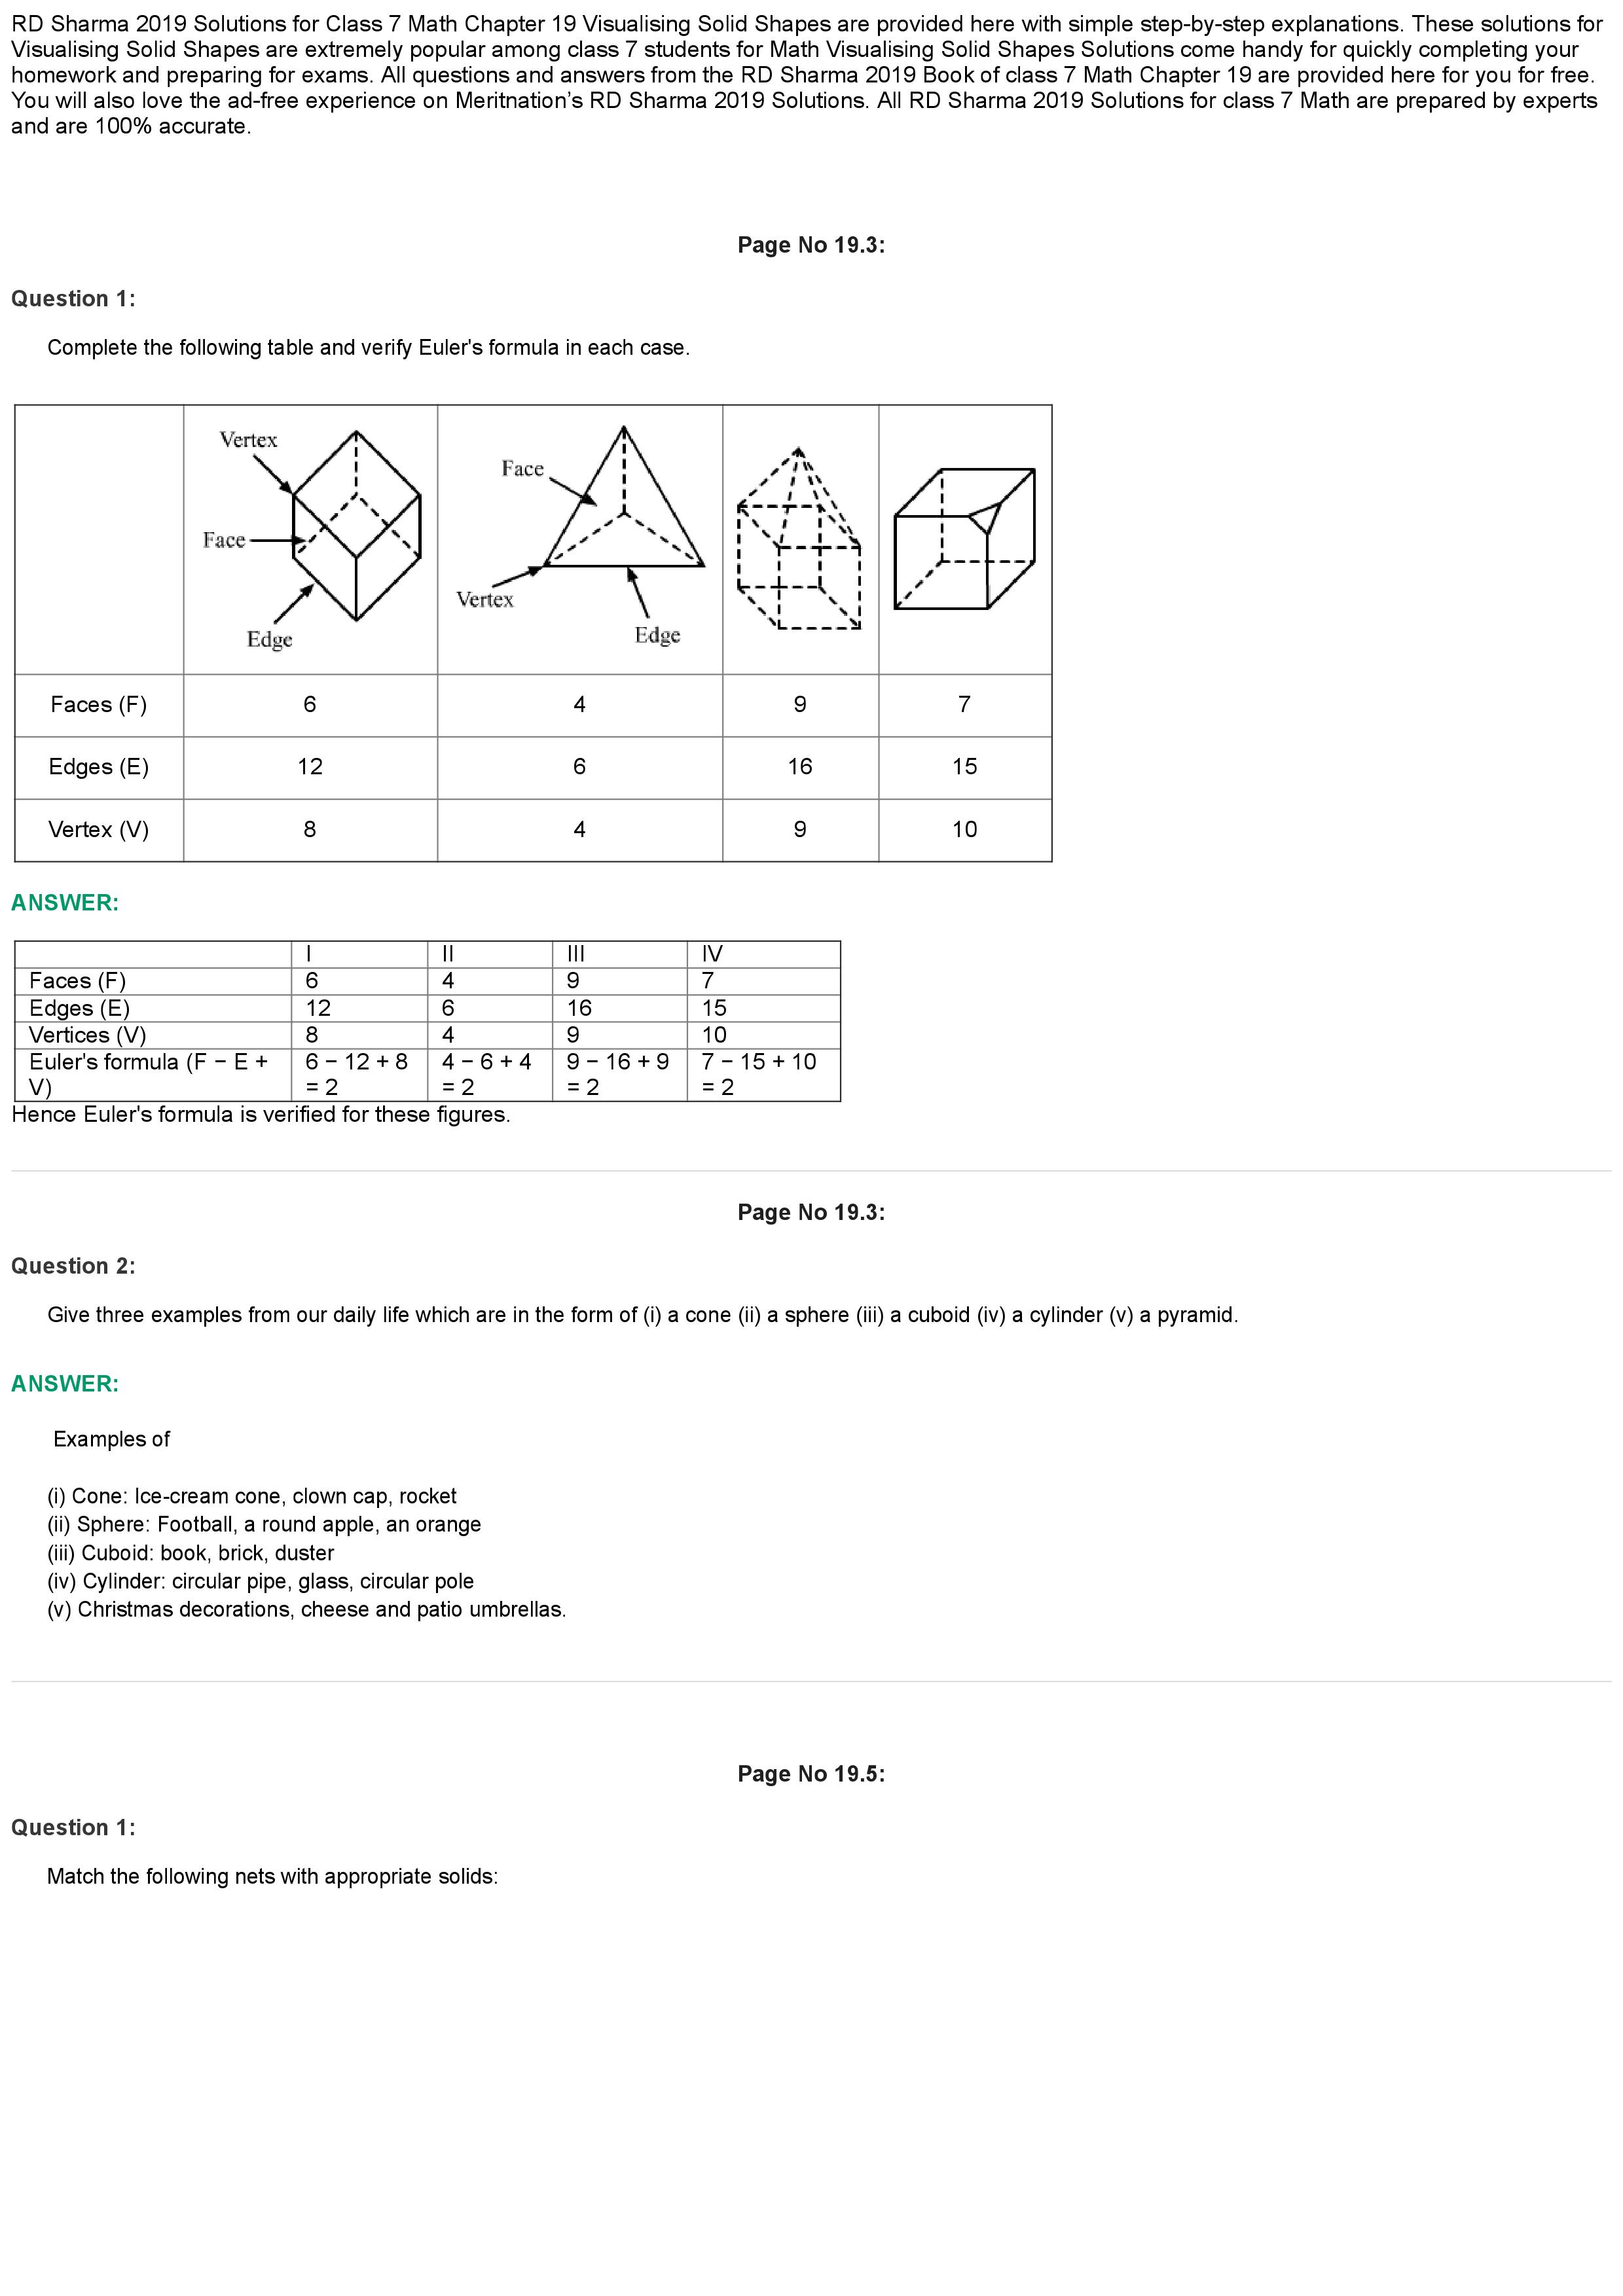 RD Sharma 2019 Solutions for Class 7 Math Chapter 19 Visualising Solid Shapes are provided here with simple step-by-step explanations. These solutions for
Visualising Solid Shapes are extremely popular among class 7 students for Math Visualising Solid Shapes Solutions come handy for quickly completing your
homework and preparing for exams. All questions and answers from the RD Sharma 2019 Book of class 7 Math Chapter 19 are provided here for you for free.
You will also love the ad-free experience on Meritnation’s RD Sharma 2019 Solutions. All RD Sharma 2019 Solutions for class 7 Math are prepared by experts
and are 100% accurate.
Page No 19.3:
Question 1:
Complete the following table and verify Euler's formula in each case.
Vertex
Face
Edge
Face
Vertex
Edge
Faces (F) 6 4 9 7
Edges (E) 12 6 16 15
Vertex (V) 8 4 9 10
ANSWER:
I II III IV
Faces (F) 6 4 9 7
Edges (E) 12 6 16 15
Vertices (V) 8 4 9 10
Euler's formula (F − E + 6 − 12 + 8 4 − 6 + 4 9 − 16 + 9 7 − 15 + 10
V) = 2 = 2 = 2 = 2
Hence Euler's formula is verified for these figures.
Page No 19.3:
Question 2:
Give three examples from our daily life which are in the form of (i) a cone (ii) a sphere (iii) a cuboid (iv) a cylinder (v) a pyramid.
ANSWER:
Examples of
(i) Cone: Ice-cream cone, clown cap, rocket
(ii) Sphere: Football, a round apple, an orange
(iii) Cuboid: book, brick, duster
(iv) Cylinder: circular pipe, glass, circular pole
(v) Christmas decorations, cheese and patio umbrellas.
Page No 19.5:
Question 1:
Match the following nets with appropriate solids: